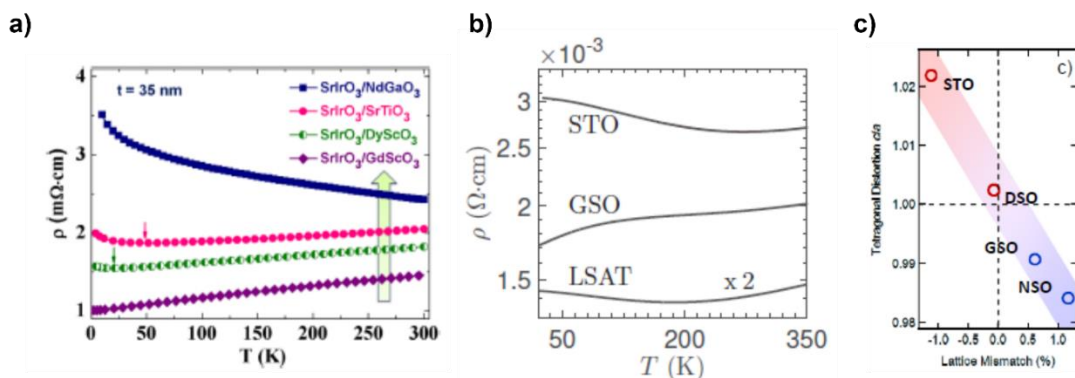 a)
t = 35 nm
SrIrO₃/NdGaO₃
SrIrO₃/SrTiO₃
SrIrO₃/DyScO₃
SrIrO₃/GdScO₃
4
3
2
1
ρ (mΩ·cm)
0 50 100 150 200 250 300
T (K)
b)
×10⁻³
3
2.5
2
1.5
ρ (Ω·cm)
STO
GSO
LSAT
x 2
50 200 350
T (K)
c)
c)
1.02
1.01
1.00
0.99
0.98
Tetragonal Distortion c/a
STO
DSO
GSO
NSO
-1.0 -0.5 0.0 0.5 1.0
Lattice Mismatch (%)